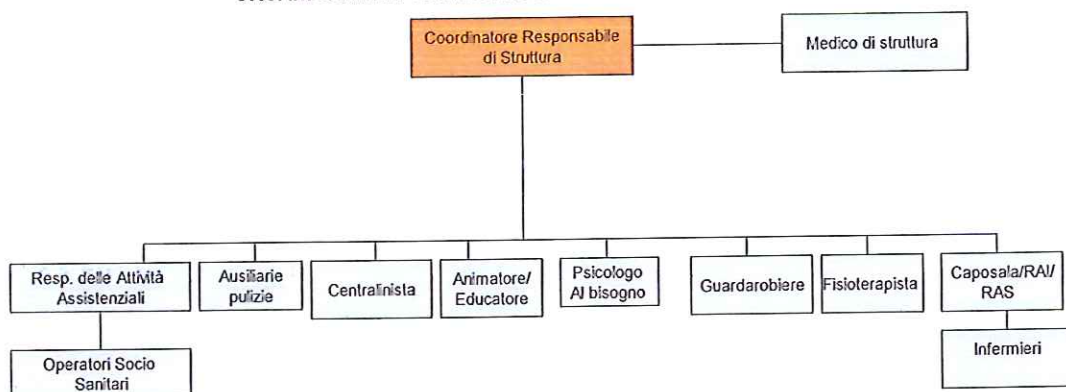 Coordinatore Responsabile
di Struttura
Medico di struttura
Resp. delle Attività
Assistenziali
Ausiliarie
pulizie
Centralinista
Animatore/
Educatore
Psicologo
Al bisogno
Guardarobiere
Fisioterapista
Caposala/RAI/
RAS
Operatori Socio
Sanitari
Infermieri